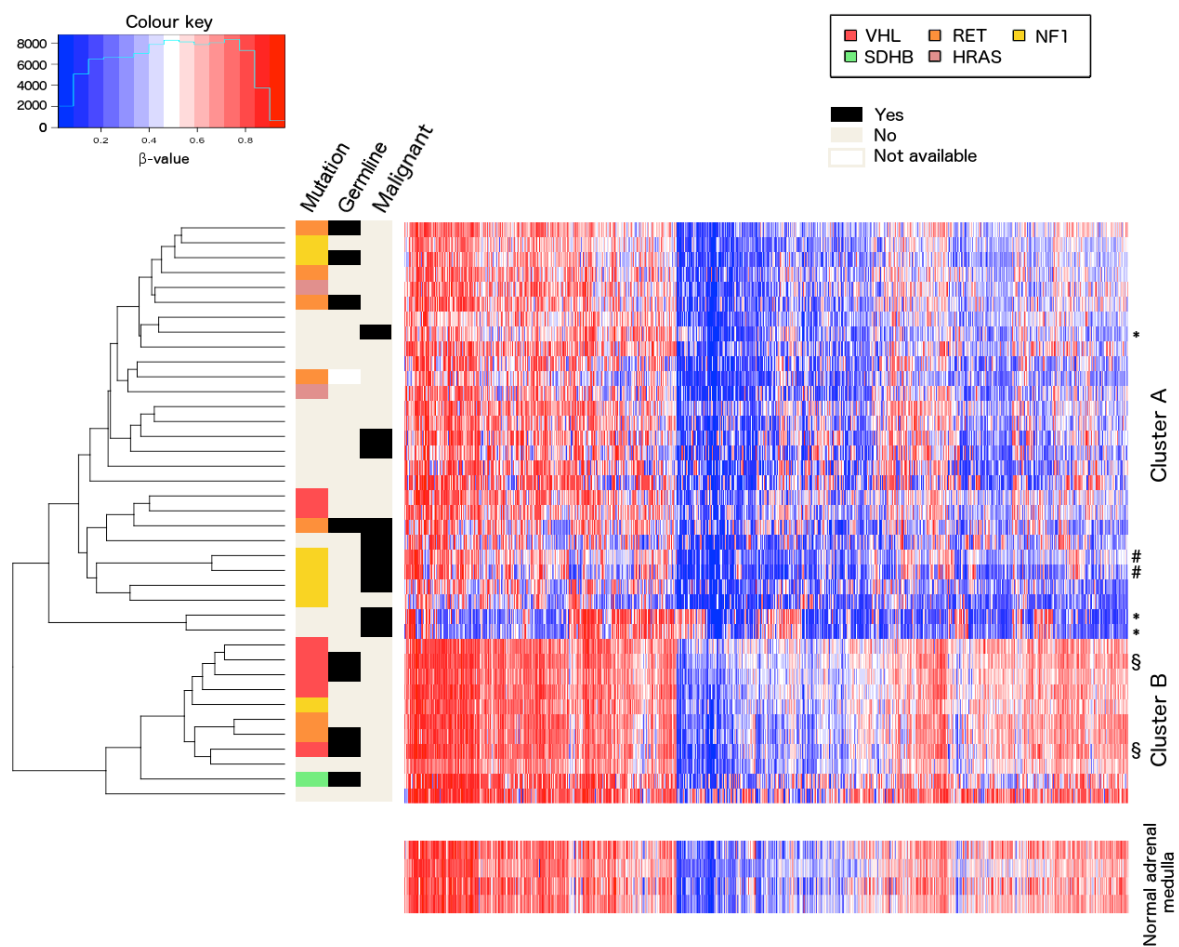 Colour key
8000
6000
4000
2000
0
0.2 0.4 0.6 0.8
β-value
VHL RET NF1
SDHB HRAS
Yes
No
Not available
Mutation
Germline
Malignant
*
Cluster A
#
#
*
*
§
Cluster B
§
Normal adrenal
medulla